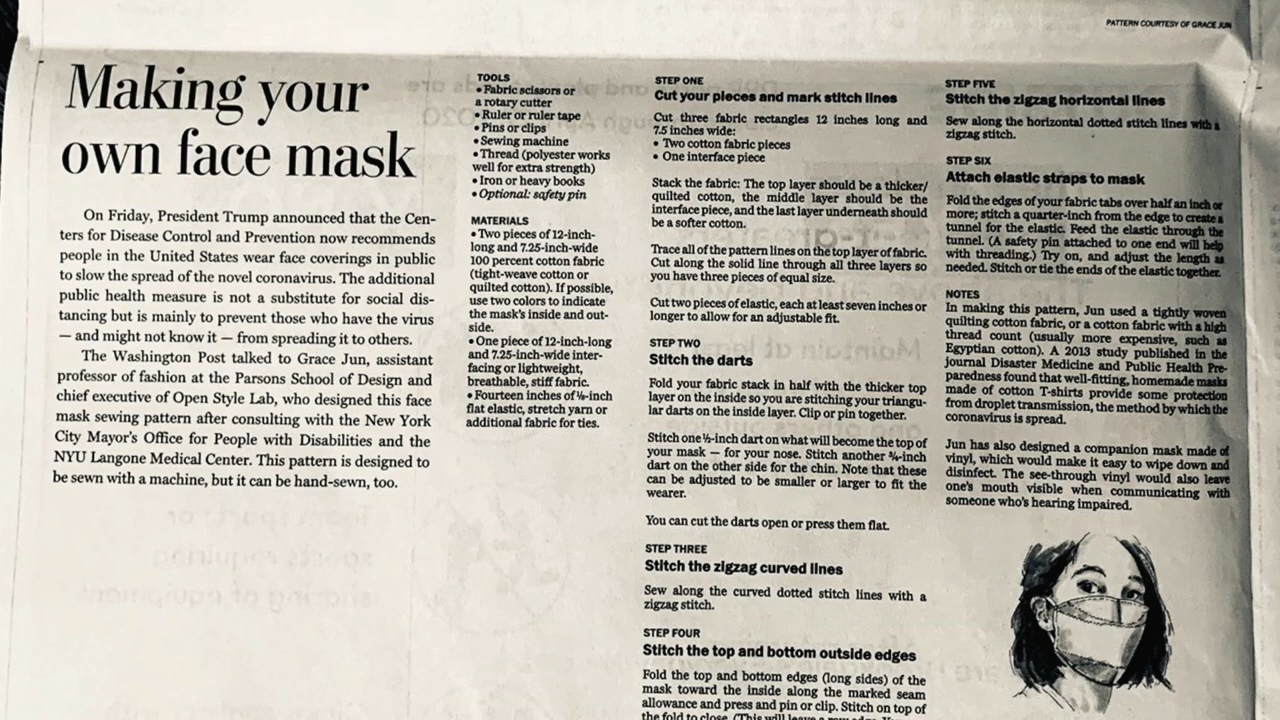 PATTERN COURTESY OF GRACE JUN
Making your
own face mask
On Friday, President Trump announced that the Cen-
ters for Disease Control and Prevention now recommends
people in the United States wear face coverings in public
to slow the spread of the novel coronavirus. The additional
public health measure is not a substitute for social dis-
tancing but is mainly to prevent those who have the virus
— and might not know it — from spreading it to others.
The Washington Post talked to Grace Jun, assistant
professor of fashion at the Parsons School of Design and
chief executive of Open Style Lab, who designed this face
mask sewing pattern after consulting with the New York
City Mayor's Office for People with Disabilities and the
NYU Langone Medical Center. This pattern is designed to
be sewn with a machine, but it can be hand-sewn, too.
TOOLS
• Fabric scissors or
a rotary cutter
• Ruler or ruler tape
• Pins or clips
• Sewing machine
• Thread (polyester works
well for extra strength)
• Iron or heavy books
• Optional: safety pin
MATERIALS
• Two pieces of 12-inch-
long and 7.25-inch-wide
100 percent cotton fabric
(tight-weave cotton or
quilted cotton). If possible,
use two colors to indicate
the mask's inside and out-
side.
• One piece of 12-inch-long
and 7.25-inch-wide inter-
facing or lightweight,
breathable, stiff fabric.
• Fourteen inches of ⅛-inch
flat elastic, stretch yarn or
additional fabric for ties.
STEP ONE
Cut your pieces and mark stitch lines
Cut three fabric rectangles 12 inches long and
7.5 inches wide:
• Two cotton fabric pieces
• One interface piece
Stack the fabric: The top layer should be a thicker/
quilted cotton, the middle layer should be the
interface piece, and the last layer underneath should
be a softer cotton.
Trace all of the pattern lines on the top layer of fabric.
Cut along the solid line through all three layers so
you have three pieces of equal size.
Cut two pieces of elastic, each at least seven inches or
longer to allow for an adjustable fit.
STEP TWO
Stitch the darts
Fold your fabric stack in half with the thicker top
layer on the inside so you are stitching your triangu-
lar darts on the inside layer. Clip or pin together.
Stitch one ½-inch dart on what will become the top of
your mask — for your nose. Stitch another ¾-inch
dart on the other side for the chin. Note that these
can be adjusted to be smaller or larger to fit the
wearer.
You can cut the darts open or press them flat.
STEP THREE
Stitch the zigzag curved lines
Sew along the curved dotted stitch lines with a
zigzag stitch.
STEP FOUR
Stitch the top and bottom outside edges
Fold the top and bottom edges (long sides) of the
mask toward the inside along the marked seam
allowance and press and pin or clip. Stitch on top of
the fold to close. (This will leave a raw edge.
STEP FIVE
Stitch the zigzag horizontal lines
Sew along the horizontal dotted stitch lines with a
zigzag stitch.
STEP SIX
Attach elastic straps to mask
Fold the edges of your fabric tabs over half an inch or
more; stitch a quarter-inch from the edge to create a
tunnel for the elastic. Feed the elastic through the
tunnel. (A safety pin attached to one end will help
with threading.) Try on, and adjust the length as
needed. Stitch or tie the ends of the elastic together.
NOTES
In making this pattern, Jun used a tightly woven
quilting cotton fabric, or a cotton fabric with a high
thread count (usually more expensive, such as
Egyptian cotton). A 2013 study published in the
journal Disaster Medicine and Public Health Pre-
paredness found that well-fitting, homemade masks
made of cotton T-shirts provide some protection
from droplet transmission, the method by which the
coronavirus is spread.
Jun has also designed a companion mask made of
vinyl, which would make it easy to wipe down and
disinfect. The see-through vinyl would also leave
one's mouth visible when communicating with
someone who's hearing impaired.